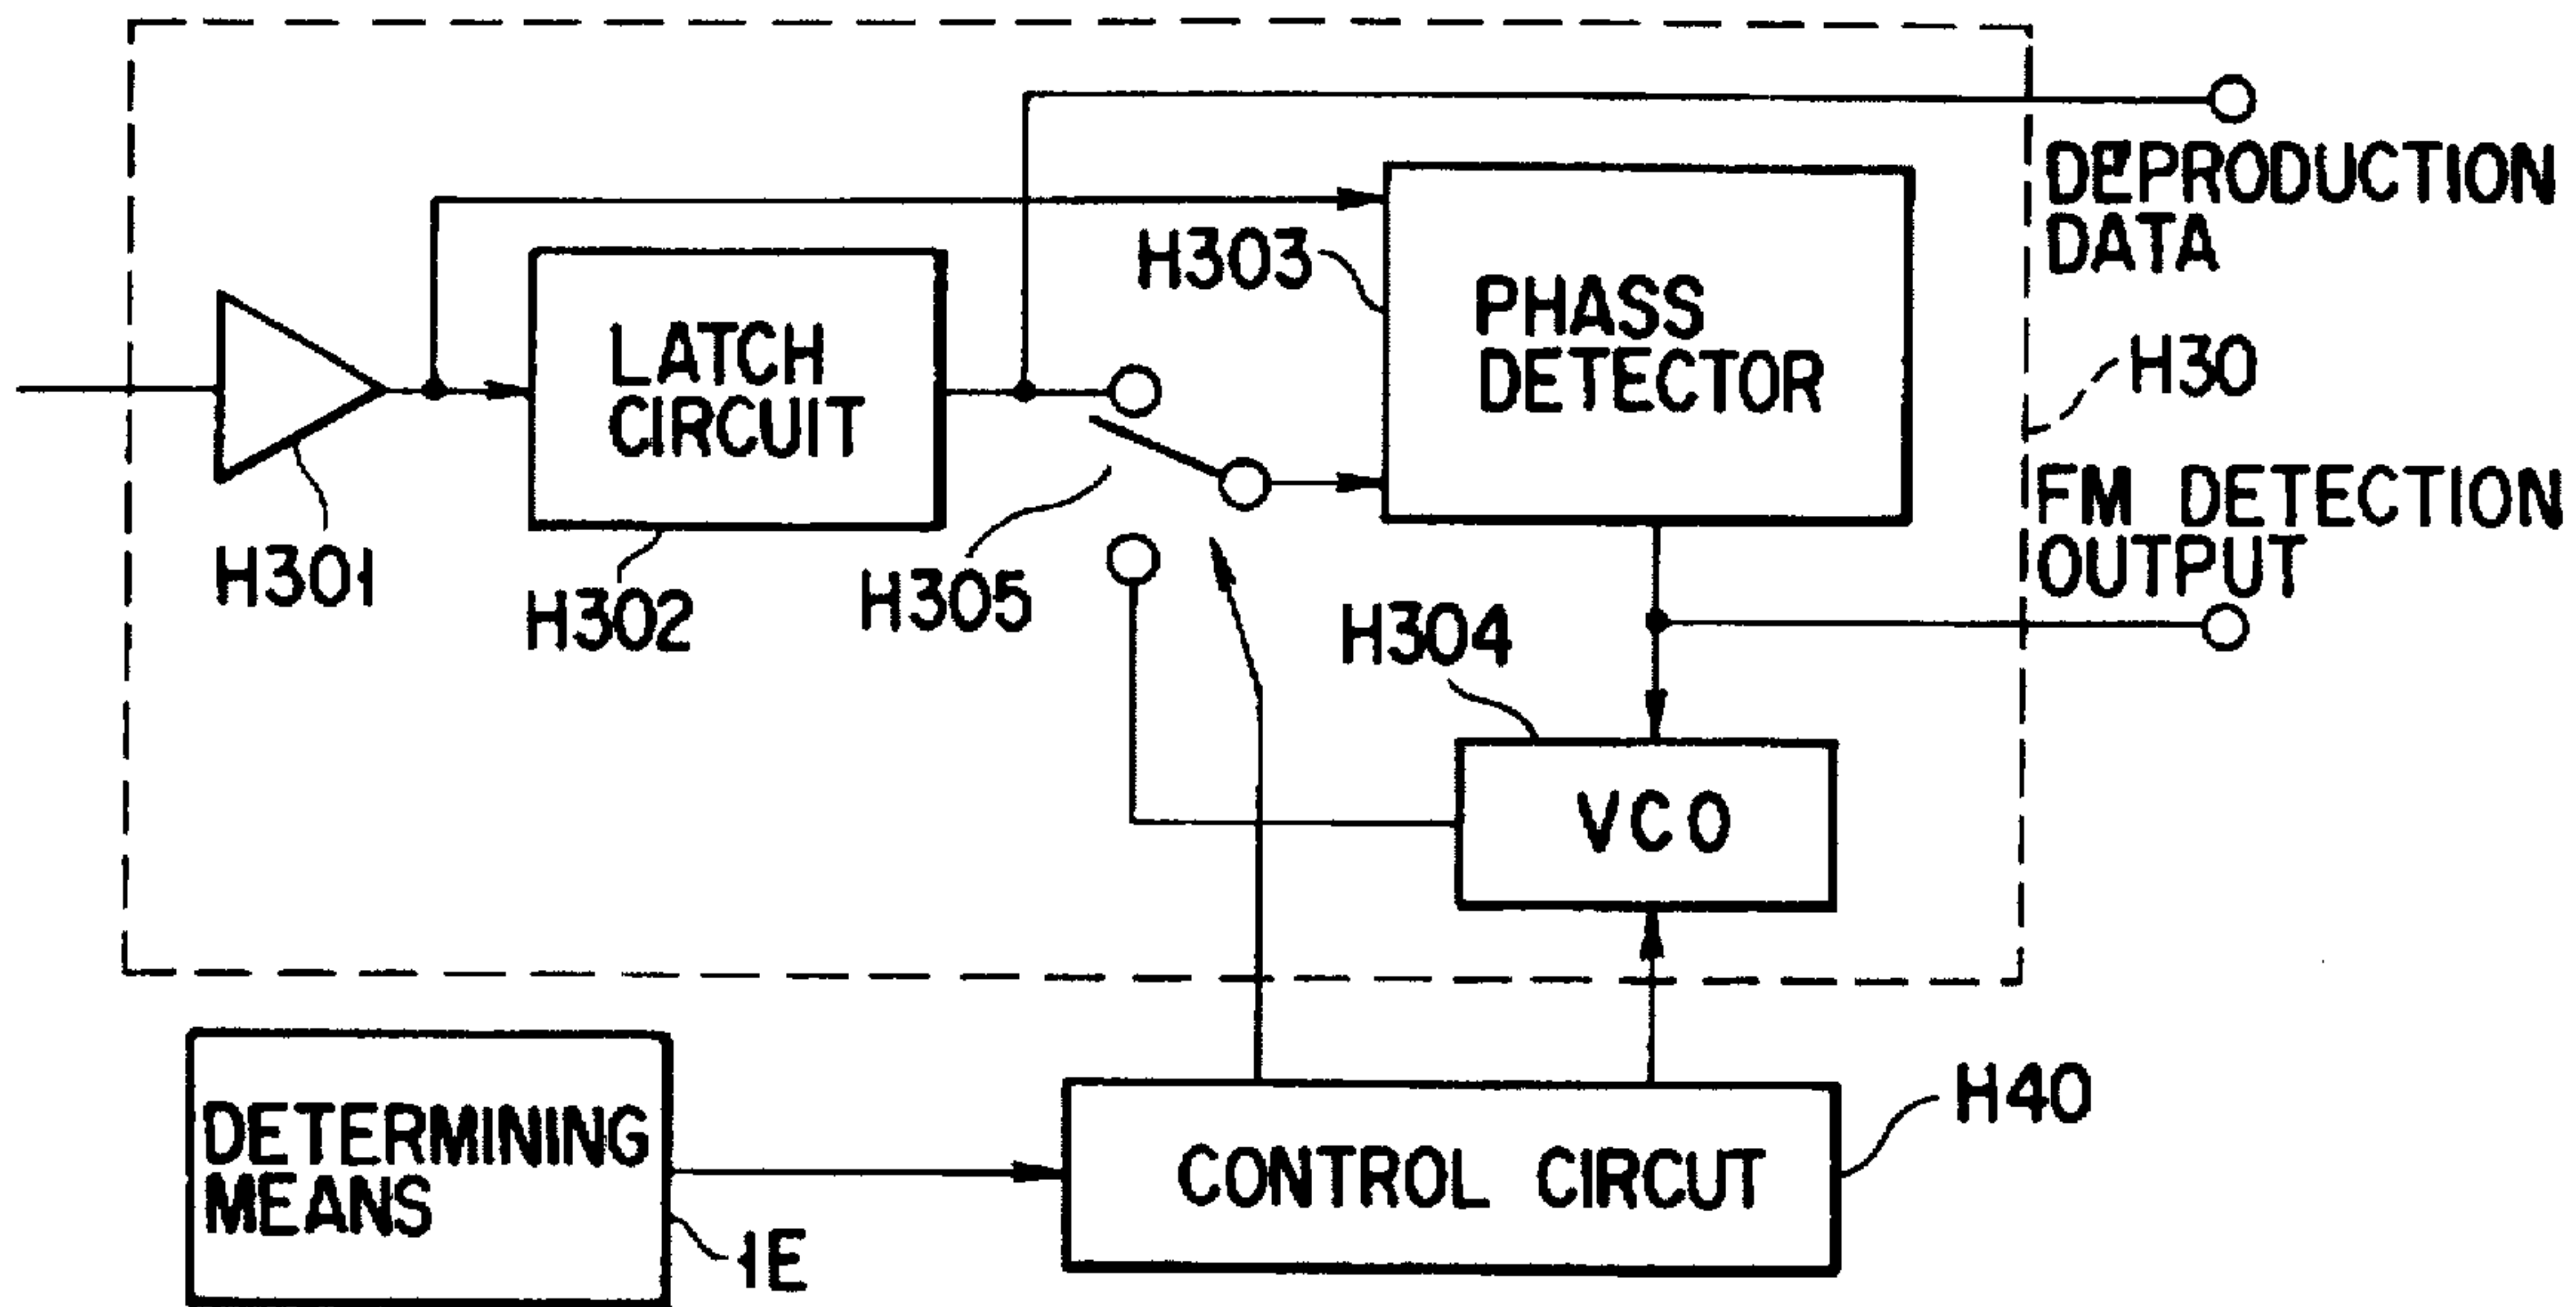 DEPRODUCTION
DATA
H303
PHASS
DETECTOR
LATCH
CIRCUIT
H30
FM DETECTION
OUTPUT
H301
H302
H305
H304
VCO
DETERMINING
MEANS
1E
CONTROL CIRCUT
H40